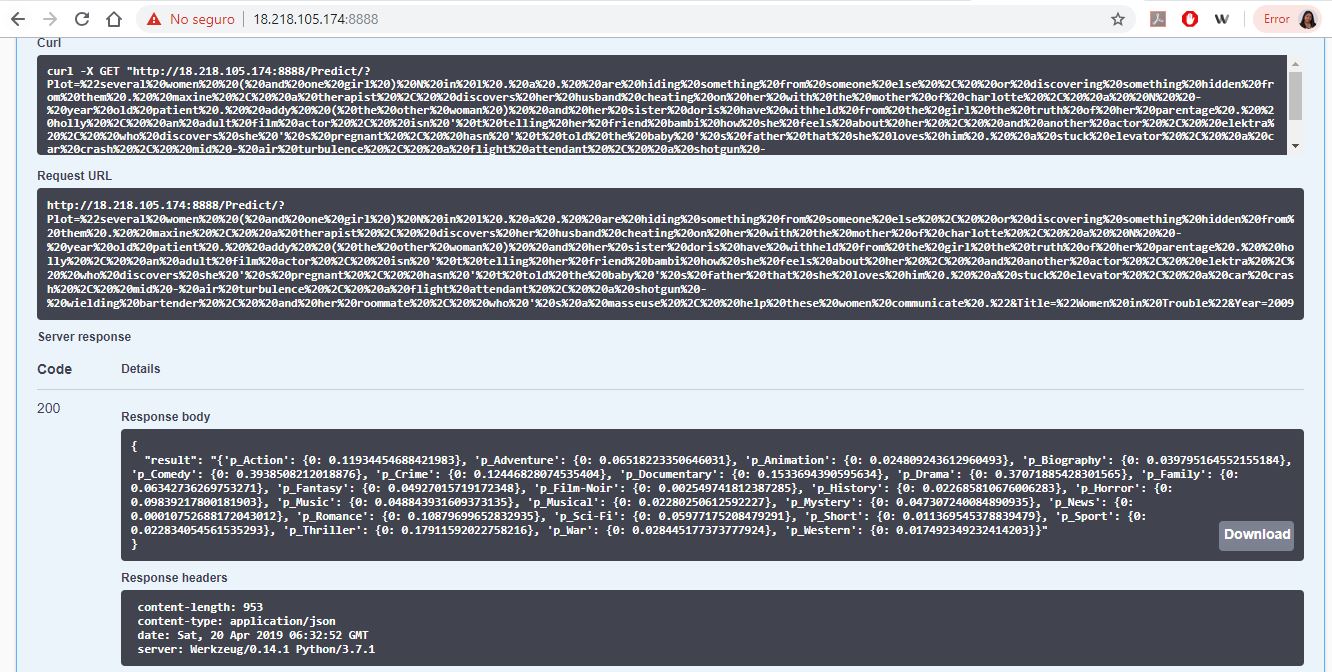 No seguro
18.218.105.174:8888
W
Error
Curl
curl -X GET "http://18.218.105.174:8888/Predict/?
Plot=%22several%20women%20%20(%20and%20one%20girl%20)%20N%20in%20l%20.%20a%20.%20%20are%20hiding%20something%20from%20someone%20else%20%2C%20%20or%20discovering%20something%20hidden%20fr
om%20them%20.%20%20maxine%20%2C%20%20a%20therapist%20%2C%20%20discovers%20her%20husband%20cheating%20on%20her%20with%20the%20mother%20of%20charlotte%20%2C%20%20a%20%20N%20%20-
%20year%20old%20patient%20.%20%20addy%20%20(%20the%20other%20woman%20)%20%20and%20her%20sister%20doris%20have%20withheld%20from%20the%20girl%20the%20truth%20of%20her%20parentage%20.%20%2
0holly%20%2C%20%20an%20adult%20film%20actor%20%2C%20%20isn%20'%20t%20telling%20her%20friend%20bambi%20how%20she%20feels%20about%20her%20%2C%20%20and%20another%20actor%20%2C%20%20elektra%
20%2C%20%20who%20discovers%20she%20'%20s%20pregnant%20%2C%20%20hasn%20'%20t%20told%20the%20baby%20'%20s%20father%20that%20she%20loves%20him%20.%20%20a%20stuck%20elevator%20%2C%20%20a%20c
ar%20crash%20%2C%20%20mid%20-%20air%20turbulence%20%2C%20%20a%20flight%20attendant%20%2C%20%20a%20shotgun%20-
Request URL
http://18.218.105.174:8888/Predict/?
Plot=%22several%20women%20%20(%20and%20one%20girl%20)%20N%20in%20l%20.%20a%20.%20%20are%20hiding%20something%20from%20someone%20else%20%2C%20%20or%20discovering%20something%20hidden%20from%
20them%20.%20%20maxine%20%2C%20%20a%20therapist%20%2C%20%20discovers%20her%20husband%20cheating%20on%20her%20with%20the%20mother%20of%20charlotte%20%2C%20%20a%20%20N%20%20-
%20year%20old%20patient%20.%20%20addy%20%20(%20the%20other%20woman%20)%20%20and%20her%20sister%20doris%20have%20withheld%20from%20the%20girl%20the%20truth%20of%20her%20parentage%20.%20%20ho
lly%20%2C%20%20an%20adult%20film%20actor%20%2C%20%20isn%20'%20t%20telling%20her%20friend%20bambi%20how%20she%20feels%20about%20her%20%2C%20%20and%20another%20actor%20%2C%20%20elektra%20%2C%
20%20who%20discovers%20she%20'%20s%20pregnant%20%2C%20%20hasn%20'%20t%20told%20the%20baby%20'%20s%20father%20that%20she%20loves%20him%20.%20%20a%20stuck%20elevator%20%2C%20%20a%20car%20cras
h%20%2C%20%20mid%20-%20air%20turbulence%20%2C%20%20a%20flight%20attendant%20%2C%20%20a%20shotgun%20-
%20wielding%20bartender%20%2C%20%20and%20her%20roommate%20%2C%20%20who%20'%20s%20a%20masseuse%20%2C%20%20help%20these%20women%20communicate%20.%22&Title=%22Women%20in%20Trouble%22&Year=2009
Server response
Code Details
200
Response body
{
"result": "{'p_Action': {0: 0.11934454688421983}, 'p_Adventure': {0: 0.06518223350646031}, 'p_Animation': {0: 0.024809243612960493}, 'p_Biography': {0: 0.039795164552155184},
'p_Comedy': {0: 0.3938508212018876}, 'p_Crime': {0: 0.12446828074535404}, 'p_Documentary': {0: 0.1533694390595634}, 'p_Drama': {0: 0.370718854283015​65}, 'p_Family': {0:
0.063427362697532​71}, 'p_Fantasy': {0: 0.04927015719172348}, 'p_Film-Noir': {0: 0.002549741812387285}, 'p_History': {0: 0.022685810676006283}, 'p_Horror': {0:
0.09839217800181903}, 'p_Music': {0: 0.048843931609373135}, 'p_Musical': {0: 0.02280250612592227}, 'p_Mystery': {0: 0.047307240084890935}, 'p_News': {0:
0.00010752688172043012}, 'p_Romance': {0: 0.10879699652832935}, 'p_Sci-Fi': {0: 0.05977175208479291}, 'p_Short': {0: 0.011369545378839479}, 'p_Sport': {0:
0.022834054561535293}, 'p_Thriller': {0: 0.17911592022758216}, 'p_War': {0: 0.028445177373777924}, 'p_Western': {0: 0.017492349232414203}}"
}
Download
Response headers
content-length: 953
content-type: application/json
date: Sat, 20 Apr 2019 06:32:52 GMT
server: Werkzeug/0.14.1 Python/3.7.1